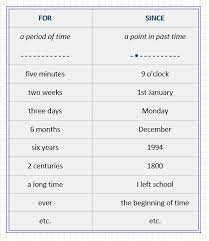 FOR SINCE
a period of time a point in past time
five minutes 9 o'clock
two weeks 1st January
three days Monday
6 months December
six years 1994
2 centuries 1800
a long time I left school
ever the beginning of time
etc. etc.